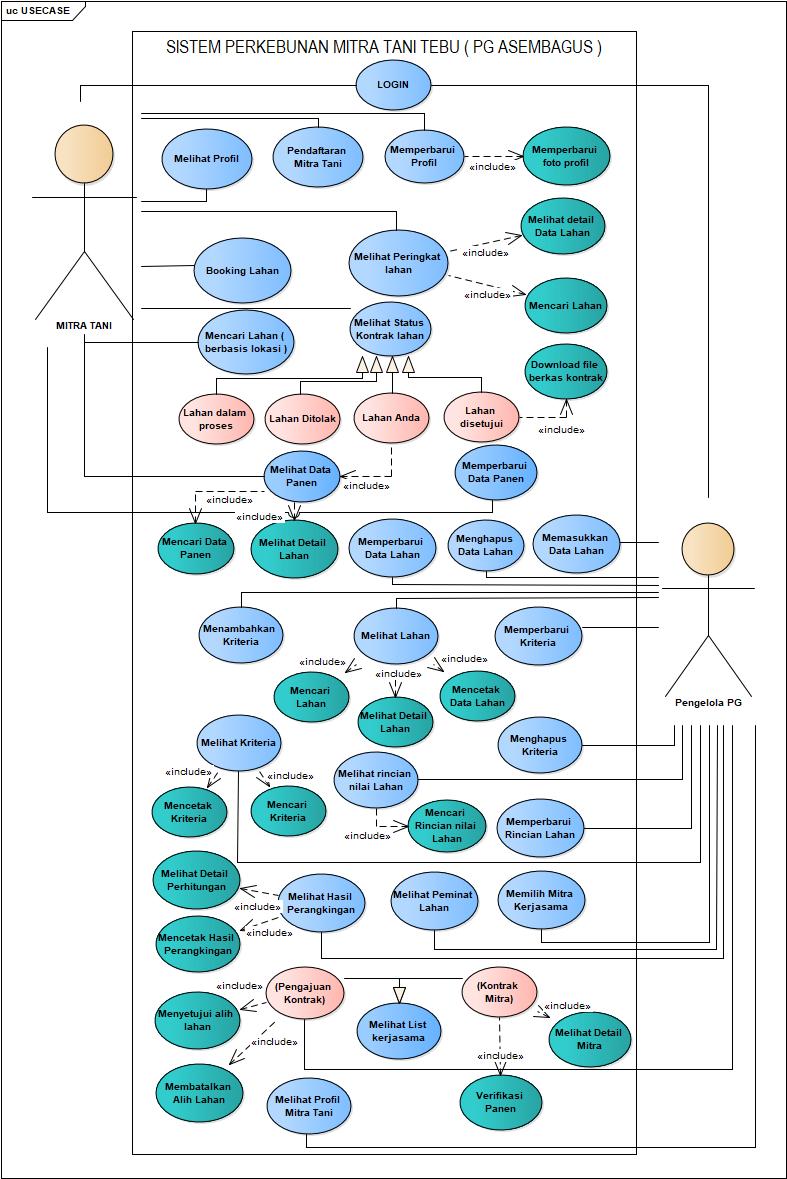 uc USECASE
SISTEM PERKEBUNAN MITRA TANI TEBU ( PG ASEMBAGUS )
LOGIN
Melihat Profil
Pendaftaran
Mitra Tani
Memperbarui
Profil
«include»
Memperbarui
foto profil
Melihat detail
Data Lahan
«include»
Melihat Peringkat
lahan
Booking Lahan
«include»
Mencari Lahan
MITRA TANI
Mencari Lahan (
berbasis lokasi )
Melihat Status
Kontrak lahan
Download file
berkas kontrak
Lahan dalam
proses
Lahan Ditolak
Lahan Anda
Lahan
disetujui
«include»
Melihat Data
Panen
«include»
Memperbarui
Data Panen
«include»
«include»
Mencari Data
Panen
Melihat Detail
Lahan
Memperbarui
Data Lahan
Menghapus
Data Lahan
Memasukkan
Data Lahan
Menambahkan
Kriteria
Melihat Lahan
Memperbarui
Kriteria
«include»
«include»
«include»
Mencari
Lahan
Melihat Detail
Lahan
Mencetak
Data Lahan
Pengelola PG
Melihat Kriteria
Menghapus
Kriteria
«include»
«include»
Melihat rincian
nilai Lahan
Mencetak
Kriteria
Mencari
Kriteria
«include»
Mencari
Rincian nilai
Lahan
Memperbarui
Rincian Lahan
Melihat Detail
Perhitungan
«include»
Melihat Hasil
Perangkingan
Melihat Peminat
Lahan
Memilih Mitra
Kerjasama
«include»
Mencetak Hasil
Perangkingan
(Pengajuan
Kontrak)
(Kontrak
Mitra)
«include»
«include»
Menyetujui alih
lahan
Melihat List
kerjasama
Melihat Detail
Mitra
«include»
«include»
Membatalkan
Alih Lahan
Melihat Profil
Mitra Tani
Verifikasi
Panen